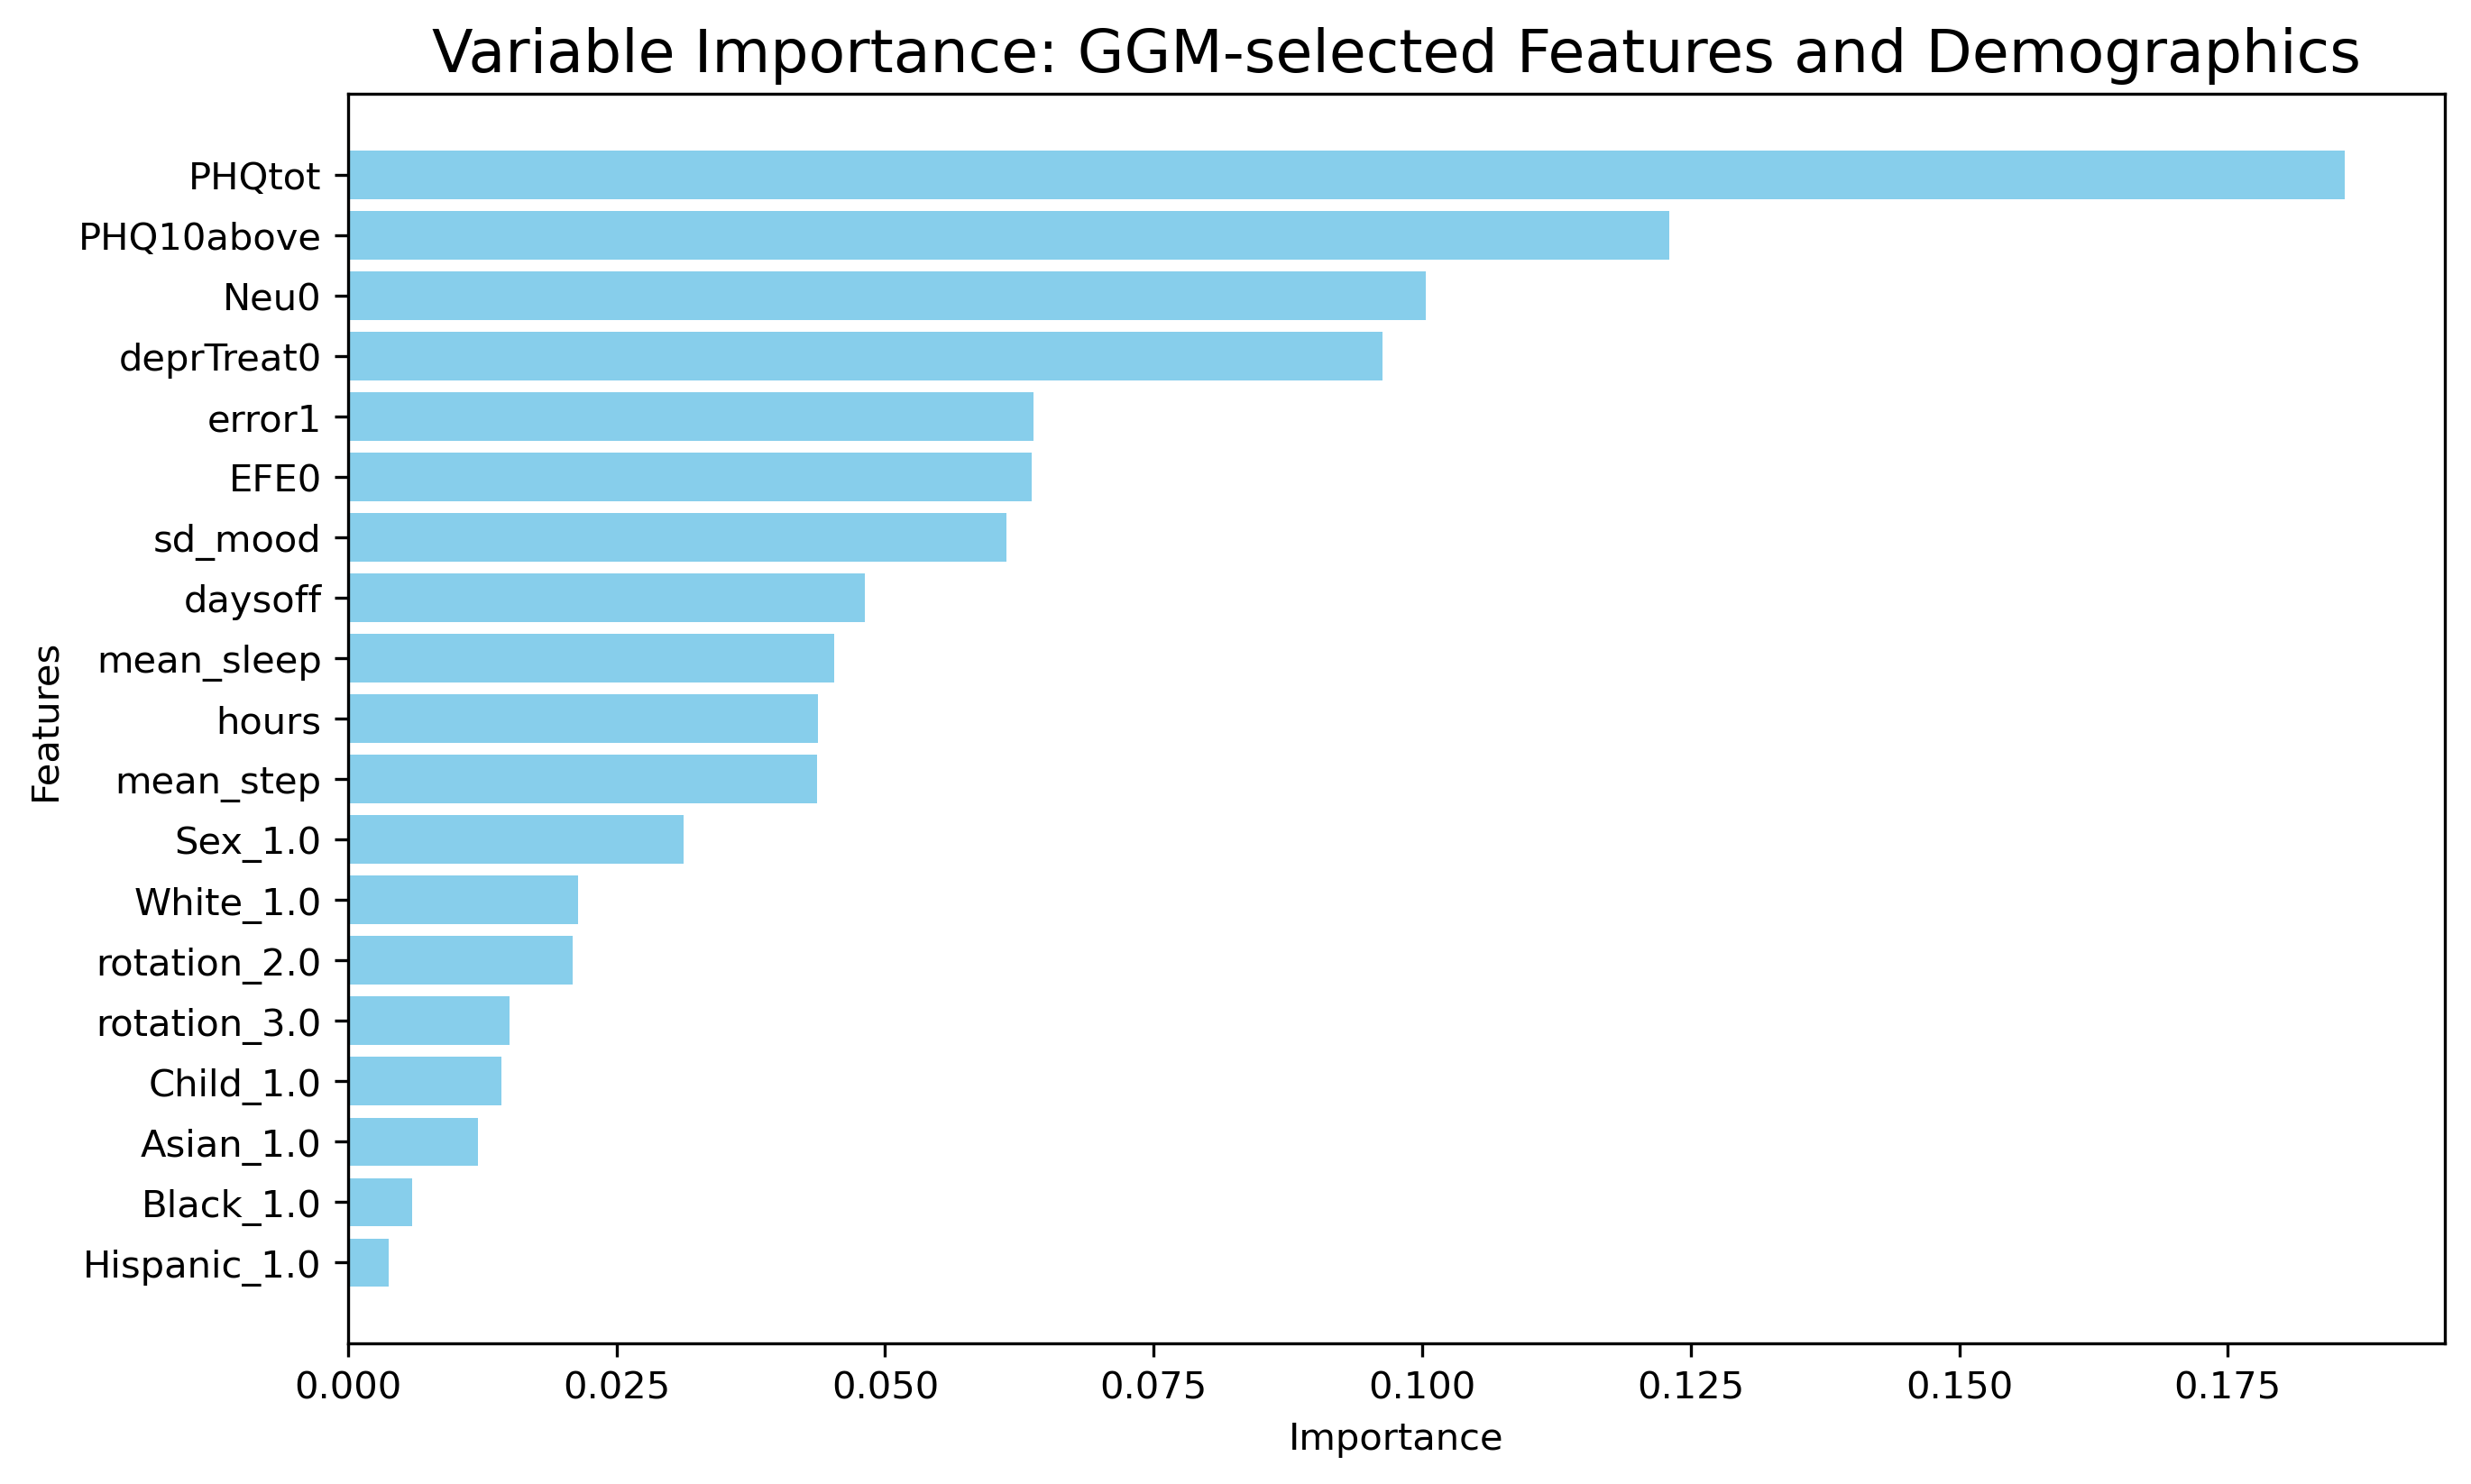 Variable Importance: GGM-selected Features and Demographics
PHQtot
PHQ10above
Neu0
deprTreat0
error1
EFE0
sd_mood
daysoff
mean_sleep
hours
mean_step
Sex_1.0
White_1.0
rotation_2.0
rotation_3.0
Child_1.0
Asian_1.0
Black_1.0
Hispanic_1.0
Features
0.000 0.025 0.050 0.075 0.100 0.125 0.150 0.175
Importance